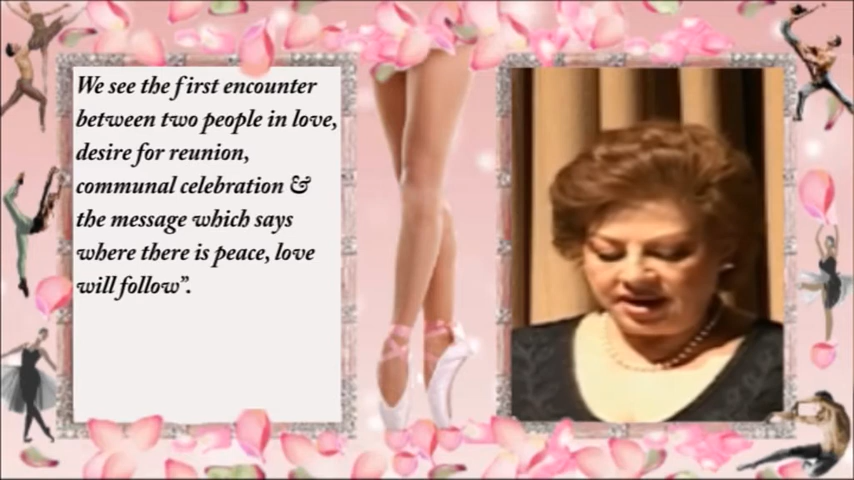 We see the first encounter
between two people in love,
desire for reunion,
communal celebration &
the message which says
where there is peace, love
will follow”.